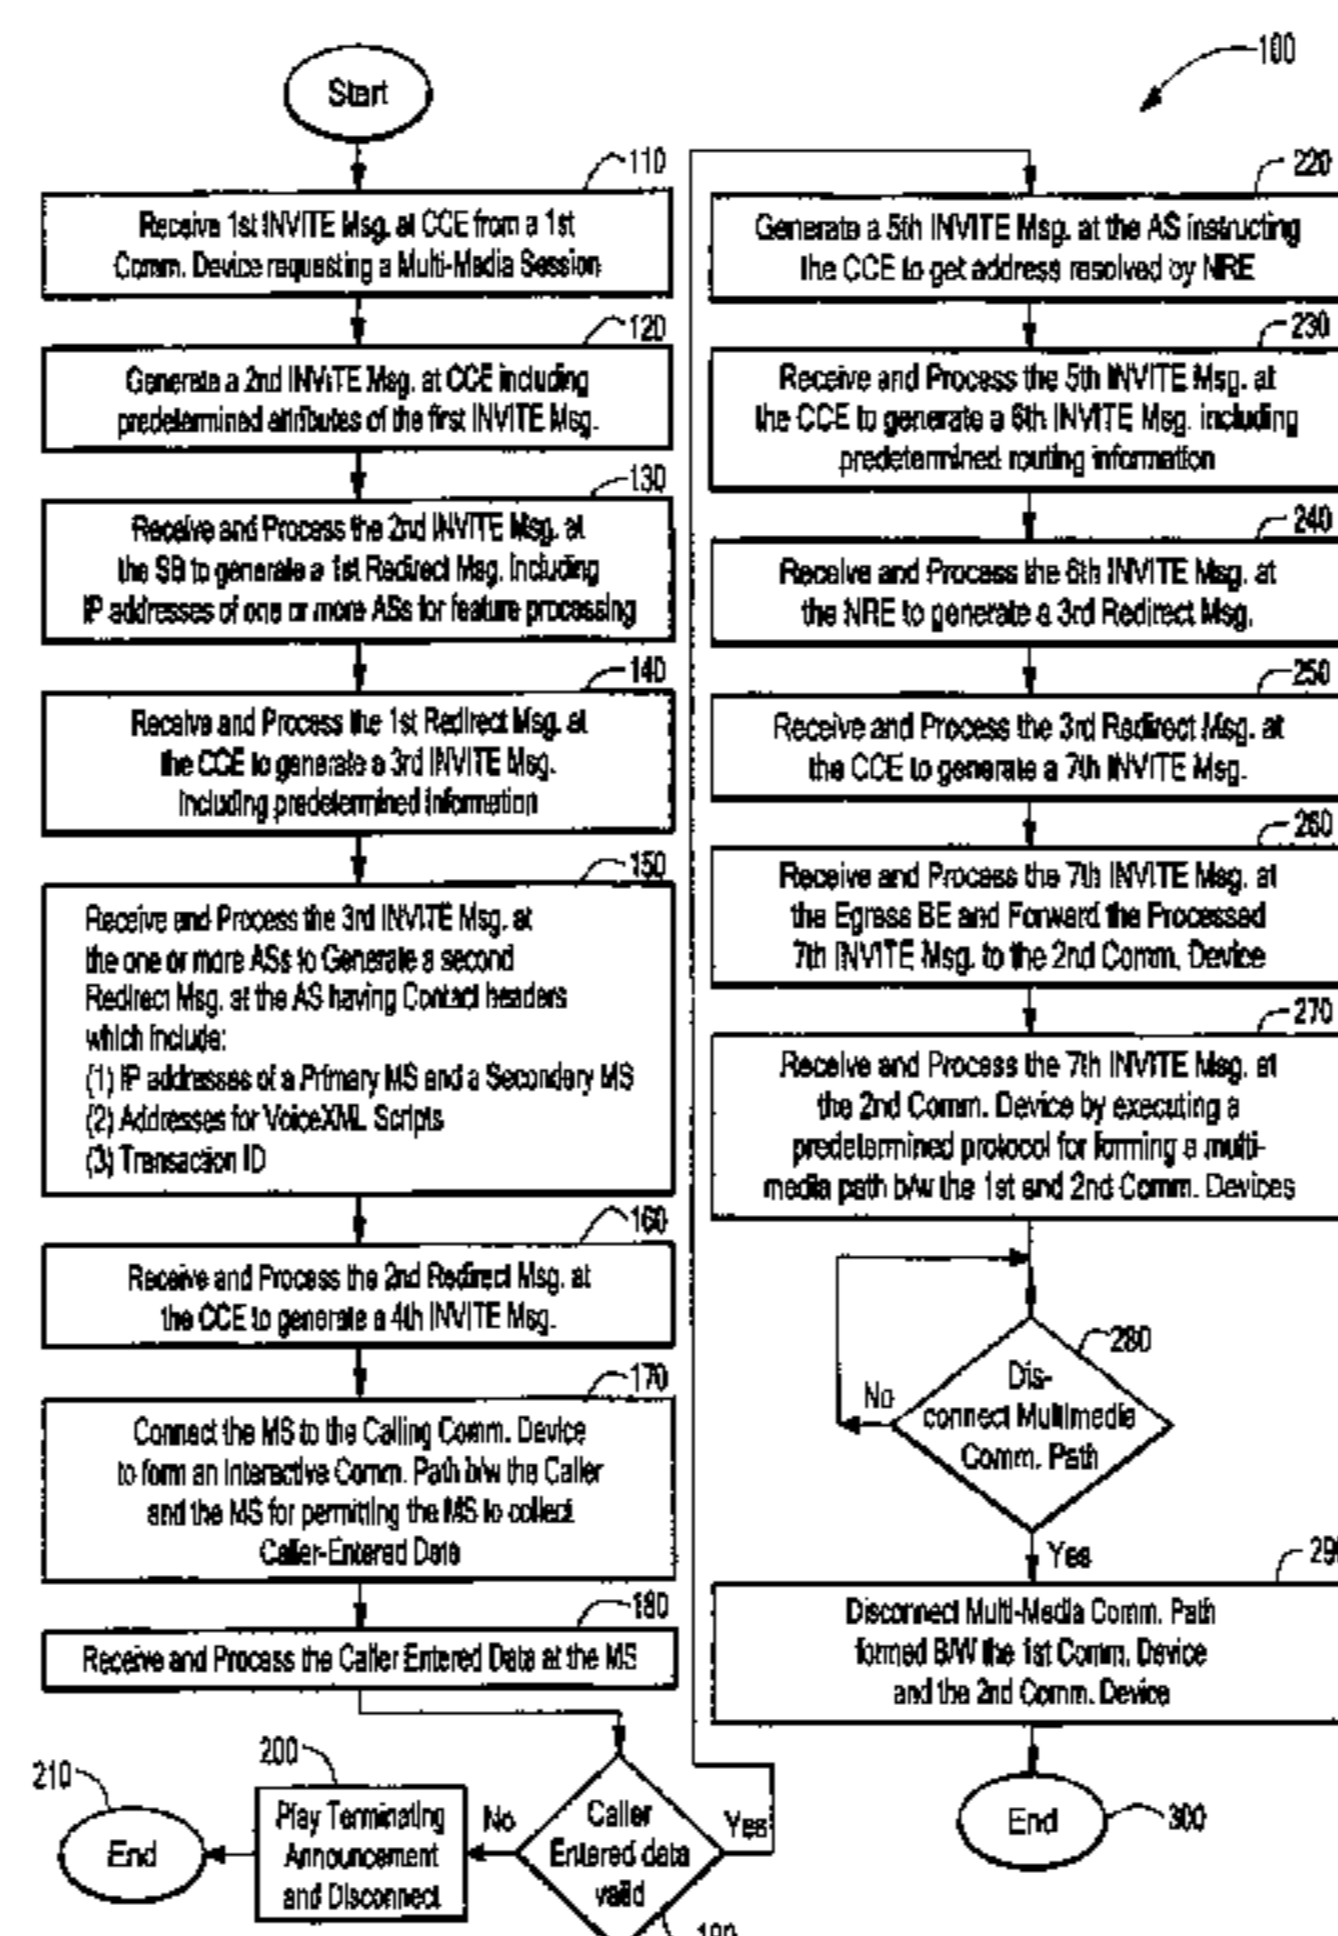 100
Start
110
Receive 1st INVITE Msg. at CCE from a 1st
Comm. Device requesting a Multi-Media Session
120
Generate a 2nd INVITE Msg. at CCE including
predetermined attributes of the first INVITE Msg.
130
Receive and Process the 2nd INVITE Msg. at
the SB to generate a 1st Redirect Msg. Including
IP addresses of one or more ASs for feature processing
140
Receive and Process the 1st Redirect Msg. at
the CCE to generate a 3rd INVITE Msg.
Including predetermined information
150
Receive and Process the 3rd INVITE Msg. at
the one or more ASs to Generate a second
Redirect Msg. at the AS having Contact headers
which include:
(1) IP addresses of a Primary MS and a Secondary MS
(2) Addresses for VoiceXML Scripts
(3) Transaction ID
160
Receive and Process the 2nd Redirect Msg. at
the CCE to generate a 4th INVITE Msg.
170
Connect the MS to the Calling Comm. Device
to form an Interactive Comm. Path b/w the Caller
and the MS for permitting the MS to collect
Caller-Entered Data
180
Receive and Process the Caller Entered Data at the MS
Caller
Entered data
valid
190
No
Yes
200
Play Terminating
Announcement
and Disconnect
210
End
220
Generate a 5th INVITE Msg. at the AS instructing
the CCE to get address resolved by NRE
230
Receive and Process the 5th INVITE Msg. at
the CCE to generate a 6th INVITE Msg. including
predetermined routing information
240
Receive and Process the 6th INVITE Msg. at
the NRE to generate a 3rd Redirect Msg.
250
Receive and Process the 3rd Redirect Msg. at
the CCE to generate a 7th INVITE Msg.
260
Receive and Process the 7th INVITE Msg. at
the Egress BE and Forward the Processed
7th INVITE Msg. to the 2nd Comm. Device
270
Receive and Process the 7th INVITE Msg. at
the 2nd Comm. Device by executing a
predetermined protocol for forming a multi-
media path b/w the 1st and 2nd Comm. Devices
280
Dis-
connect Multimedia
Comm. Path
No
Yes
290
Disconnect Multi-Media Comm. Path
formed B/W the 1st Comm. Device
and the 2nd Comm. Device
End
300